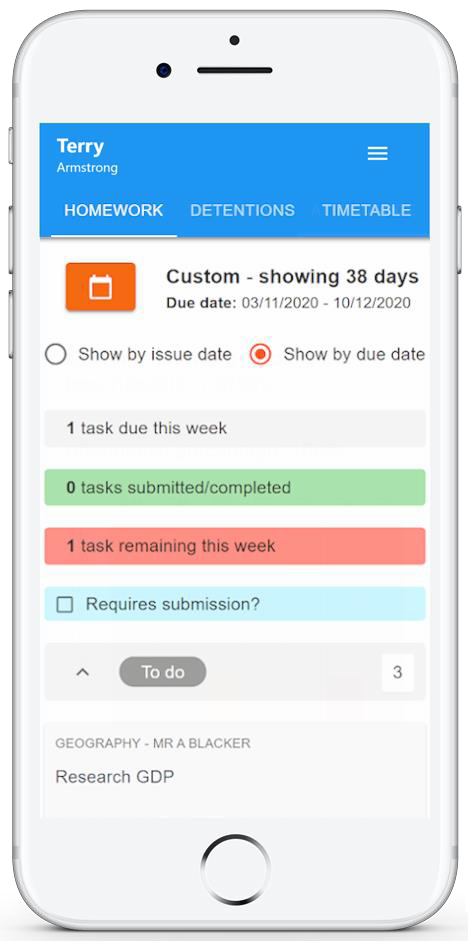 Terry
Armstrong
HOMEWORK DETENTIONS TIMETABLE
Custom - showing 38 days
Due date: 03/11/2020 - 10/12/2020
Show by issue date Show by due date
1 task due this week
0 tasks submitted/completed
1 task remaining this week
Requires submission?
To do 3
GEOGRAPHY - MR A BLACKER
Research GDP